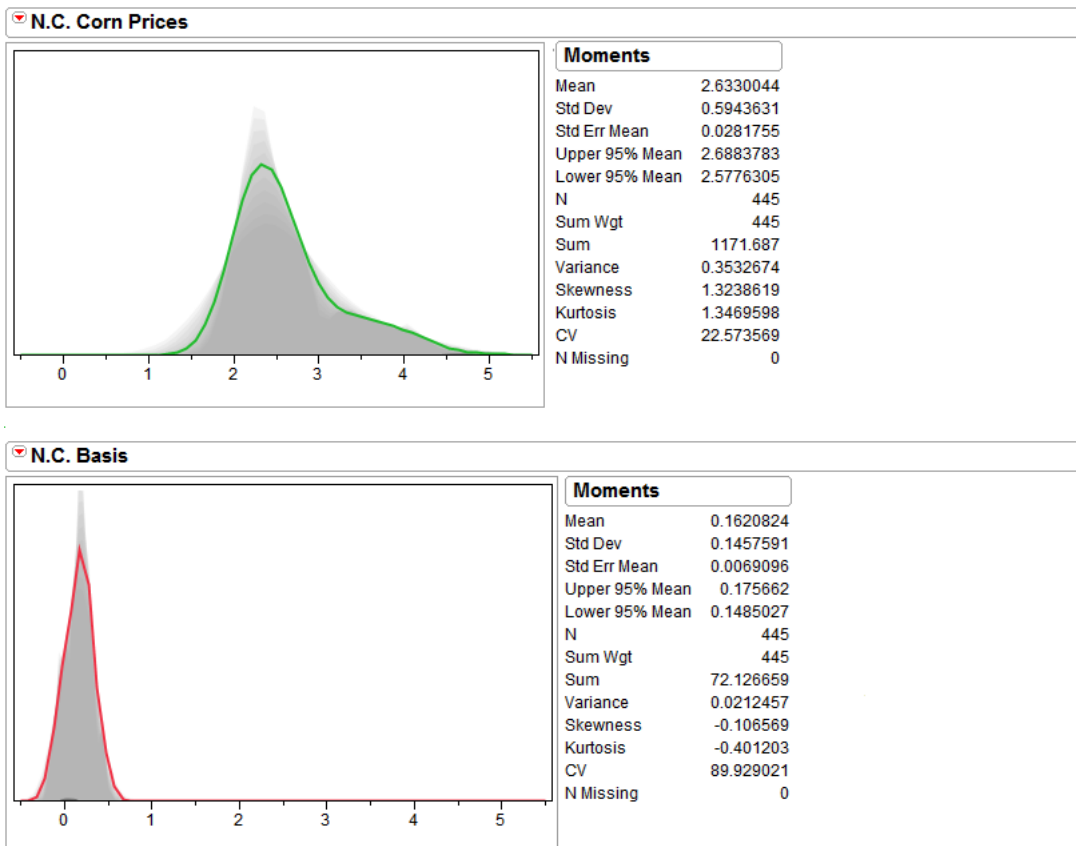 N.C. Corn Prices
Moments
Mean 2.6330044
Std Dev 0.5943631
Std Err Mean 0.0281755
Upper 95% Mean 2.6883783
Lower 95% Mean 2.5776305
N 445
Sum Wgt 445
Sum 1171.687
Variance 0.3532674
Skewness 1.3238619
Kurtosis 1.3469598
CV 22.573569
N Missing 0
0 1 2 3 4 5
N.C. Basis
Moments
Mean 0.1620824
Std Dev 0.1457591
Std Err Mean 0.0069096
Upper 95% Mean 0.175662
Lower 95% Mean 0.1485027
N 445
Sum Wgt 445
Sum 72.126659
Variance 0.0212457
Skewness -0.106569
Kurtosis -0.401203
CV 89.929021
N Missing 0
0 1 2 3 4 5